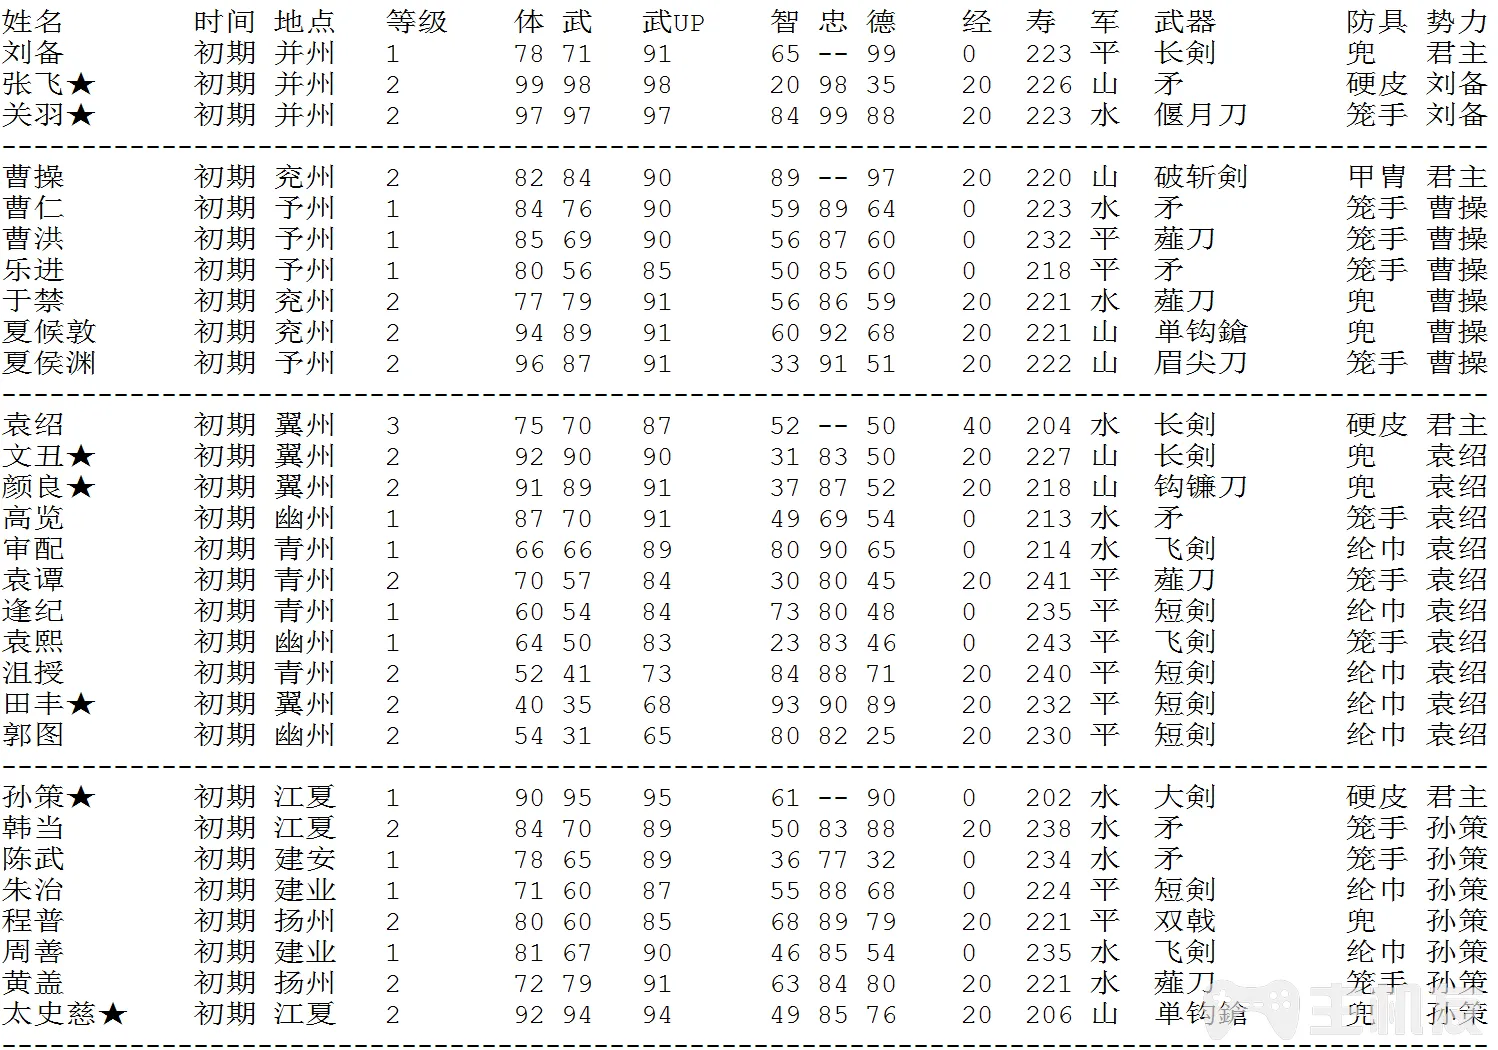 姓名 时间 地点 等级 体 武 武UP 智 忠 德 经 寿 军 武器 防具 势力
刘备 初期 并州 1 78 71 91 65 -- 99 0 223 平 长剣 兜 君主
张飞★ 初期 并州 2 99 98 98 20 98 35 20 226 山 矛 硬皮 刘备
关羽★ 初期 并州 2 97 97 97 84 99 88 20 223 水 偃月刀 笼手 刘备
曹操 初期 兖州 2 82 84 90 89 -- 97 20 220 山 破斩剣 甲胄 君主
曹仁 初期 予州 1 84 76 90 59 89 64 0 223 水 矛 笼手 曹操
曹洪 初期 予州 1 85 69 90 56 87 60 0 232 平 薙刀 笼手 曹操
乐进 初期 予州 1 80 56 85 50 85 60 0 218 平 矛 笼手 曹操
于禁 初期 兖州 2 77 79 91 56 86 59 20 221 水 薙刀 兜 曹操
夏候敦 初期 兖州 2 94 89 91 60 92 68 20 221 山 単钩鎗 兜 曹操
夏侯渊 初期 予州 2 96 87 91 33 91 51 20 222 山 眉尖刀 笼手 曹操
袁绍 初期 翼州 3 75 70 87 52 -- 50 40 204 水 长剣 硬皮 君主
文丑★ 初期 翼州 2 92 90 90 31 83 50 20 227 山 长剣 兜 袁绍
颜良★ 初期 翼州 2 91 89 91 37 87 52 20 218 山 钩镰刀 兜 袁绍
高览 初期 幽州 1 87 70 91 49 69 54 0 213 水 矛 笼手 袁绍
审配 初期 青州 1 66 66 89 80 90 65 0 214 水 飞剣 纶巾 袁绍
袁谭 初期 青州 2 70 57 84 30 80 45 20 241 平 薙刀 笼手 袁绍
逢纪 初期 青州 1 60 54 84 73 80 48 0 235 平 短剣 纶巾 袁绍
袁熙 初期 幽州 1 64 50 83 23 83 46 0 243 平 飞剣 笼手 袁绍
沮授 初期 青州 2 52 41 73 84 88 71 20 240 平 短剣 纶巾 袁绍
田丰★ 初期 翼州 2 40 35 68 93 90 89 20 232 平 短剣 纶巾 袁绍
郭图 初期 幽州 2 54 31 65 80 82 25 20 230 平 短剣 纶巾 袁绍
孙策★ 初期 江夏 1 90 95 95 61 -- 90 0 202 水 大剣 硬皮 君主
韩当 初期 江夏 2 84 70 89 50 83 88 20 238 水 矛 笼手 孙策
陈武 初期 建安 1 78 65 89 36 77 32 0 234 水 矛 笼手 孙策
朱治 初期 建业 1 71 60 87 55 88 68 0 224 平 短剣 纶巾 孙策
程普 初期 扬州 2 80 60 85 68 89 79 20 221 平 双戟 兜 孙策
周善 初期 建业 1 81 67 90 46 85 54 0 235 水 飞剣 纶巾 孙策
黄盖 初期 扬州 2 72 79 91 63 84 80 20 221 水 薙刀 笼手 孙策
太史慈★ 初期 江夏 2 92 94 94 49 85 76 20 206 山 単钩鎗 兜 孙策
主机侠